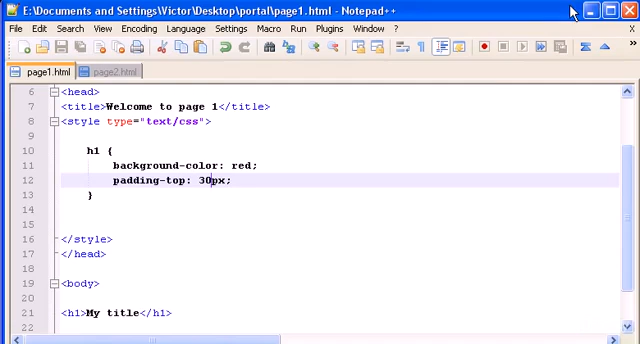 E:\Documents and Settings\Victor\Desktop\portal\page1.html - Notepad++
File Edit Search View Encoding Language Settings Macro Run Plugins Window ? X
page1.html page2.html
6 <head>
7 <title>Welcome to page 1</title>
8 <style type="text/css">
9
10 h1 {
11 background-color: red;
12 padding-top: 30px;
13 }
14
15
16 </style>
17 </head>
18
19 <body>
20
21 <h1>My title</h1>
22